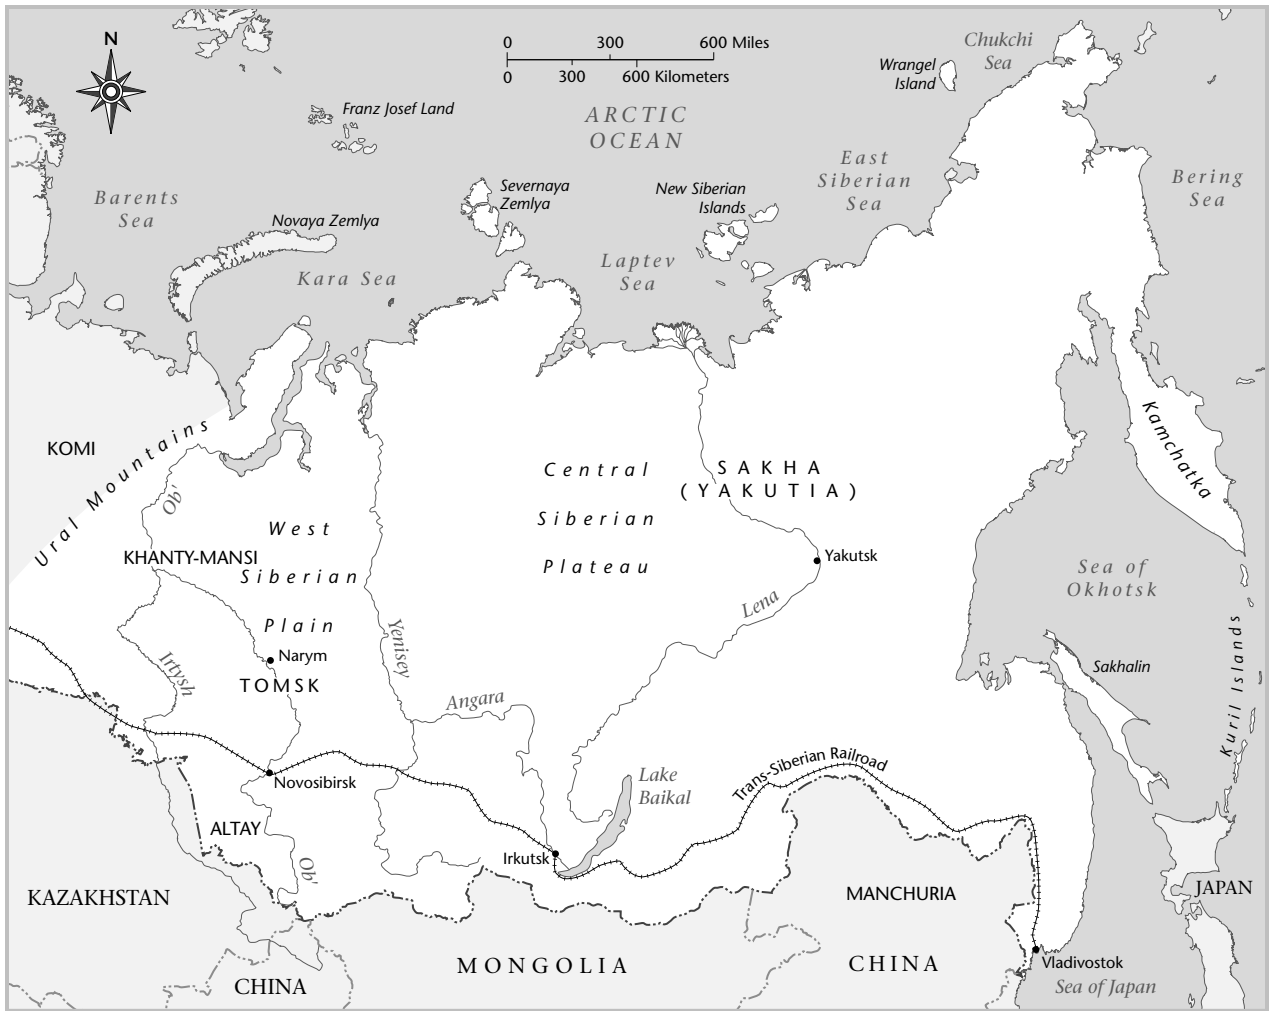 N
0 300 600 Miles
0 300 600 Kilometers
Chukchi
Sea
Wrangel
Island
Franz Josef Land
ARCTIC
OCEAN
East
Siberian
Sea
Bering
Sea
Barents
Sea
Severnaya
Zemlya
New Siberian
Islands
Novaya Zemlya
Kara Sea
Laptev
Sea
KOMI
Ural Mountains
Ob'
Kamchatka
Central
Siberian
Plateau
SAKHA
(YAKUTIA)
West
Siberian
Plain
KHANTY-MANSI
Yakutsk
Sea of
Okhotsk
Lena
Yenisey
Irtysh
Narym
TOMSK
Angara
Sakhalin
Kuril Islands
Novosibirsk
Lake
Baikal
Trans-Siberian Railroad
ALTAY
Irkutsk
Ob'
KAZAKHSTAN
MANCHURIA
JAPAN
CHINA
MONGOLIA
CHINA
Vladivostok
Sea of Japan